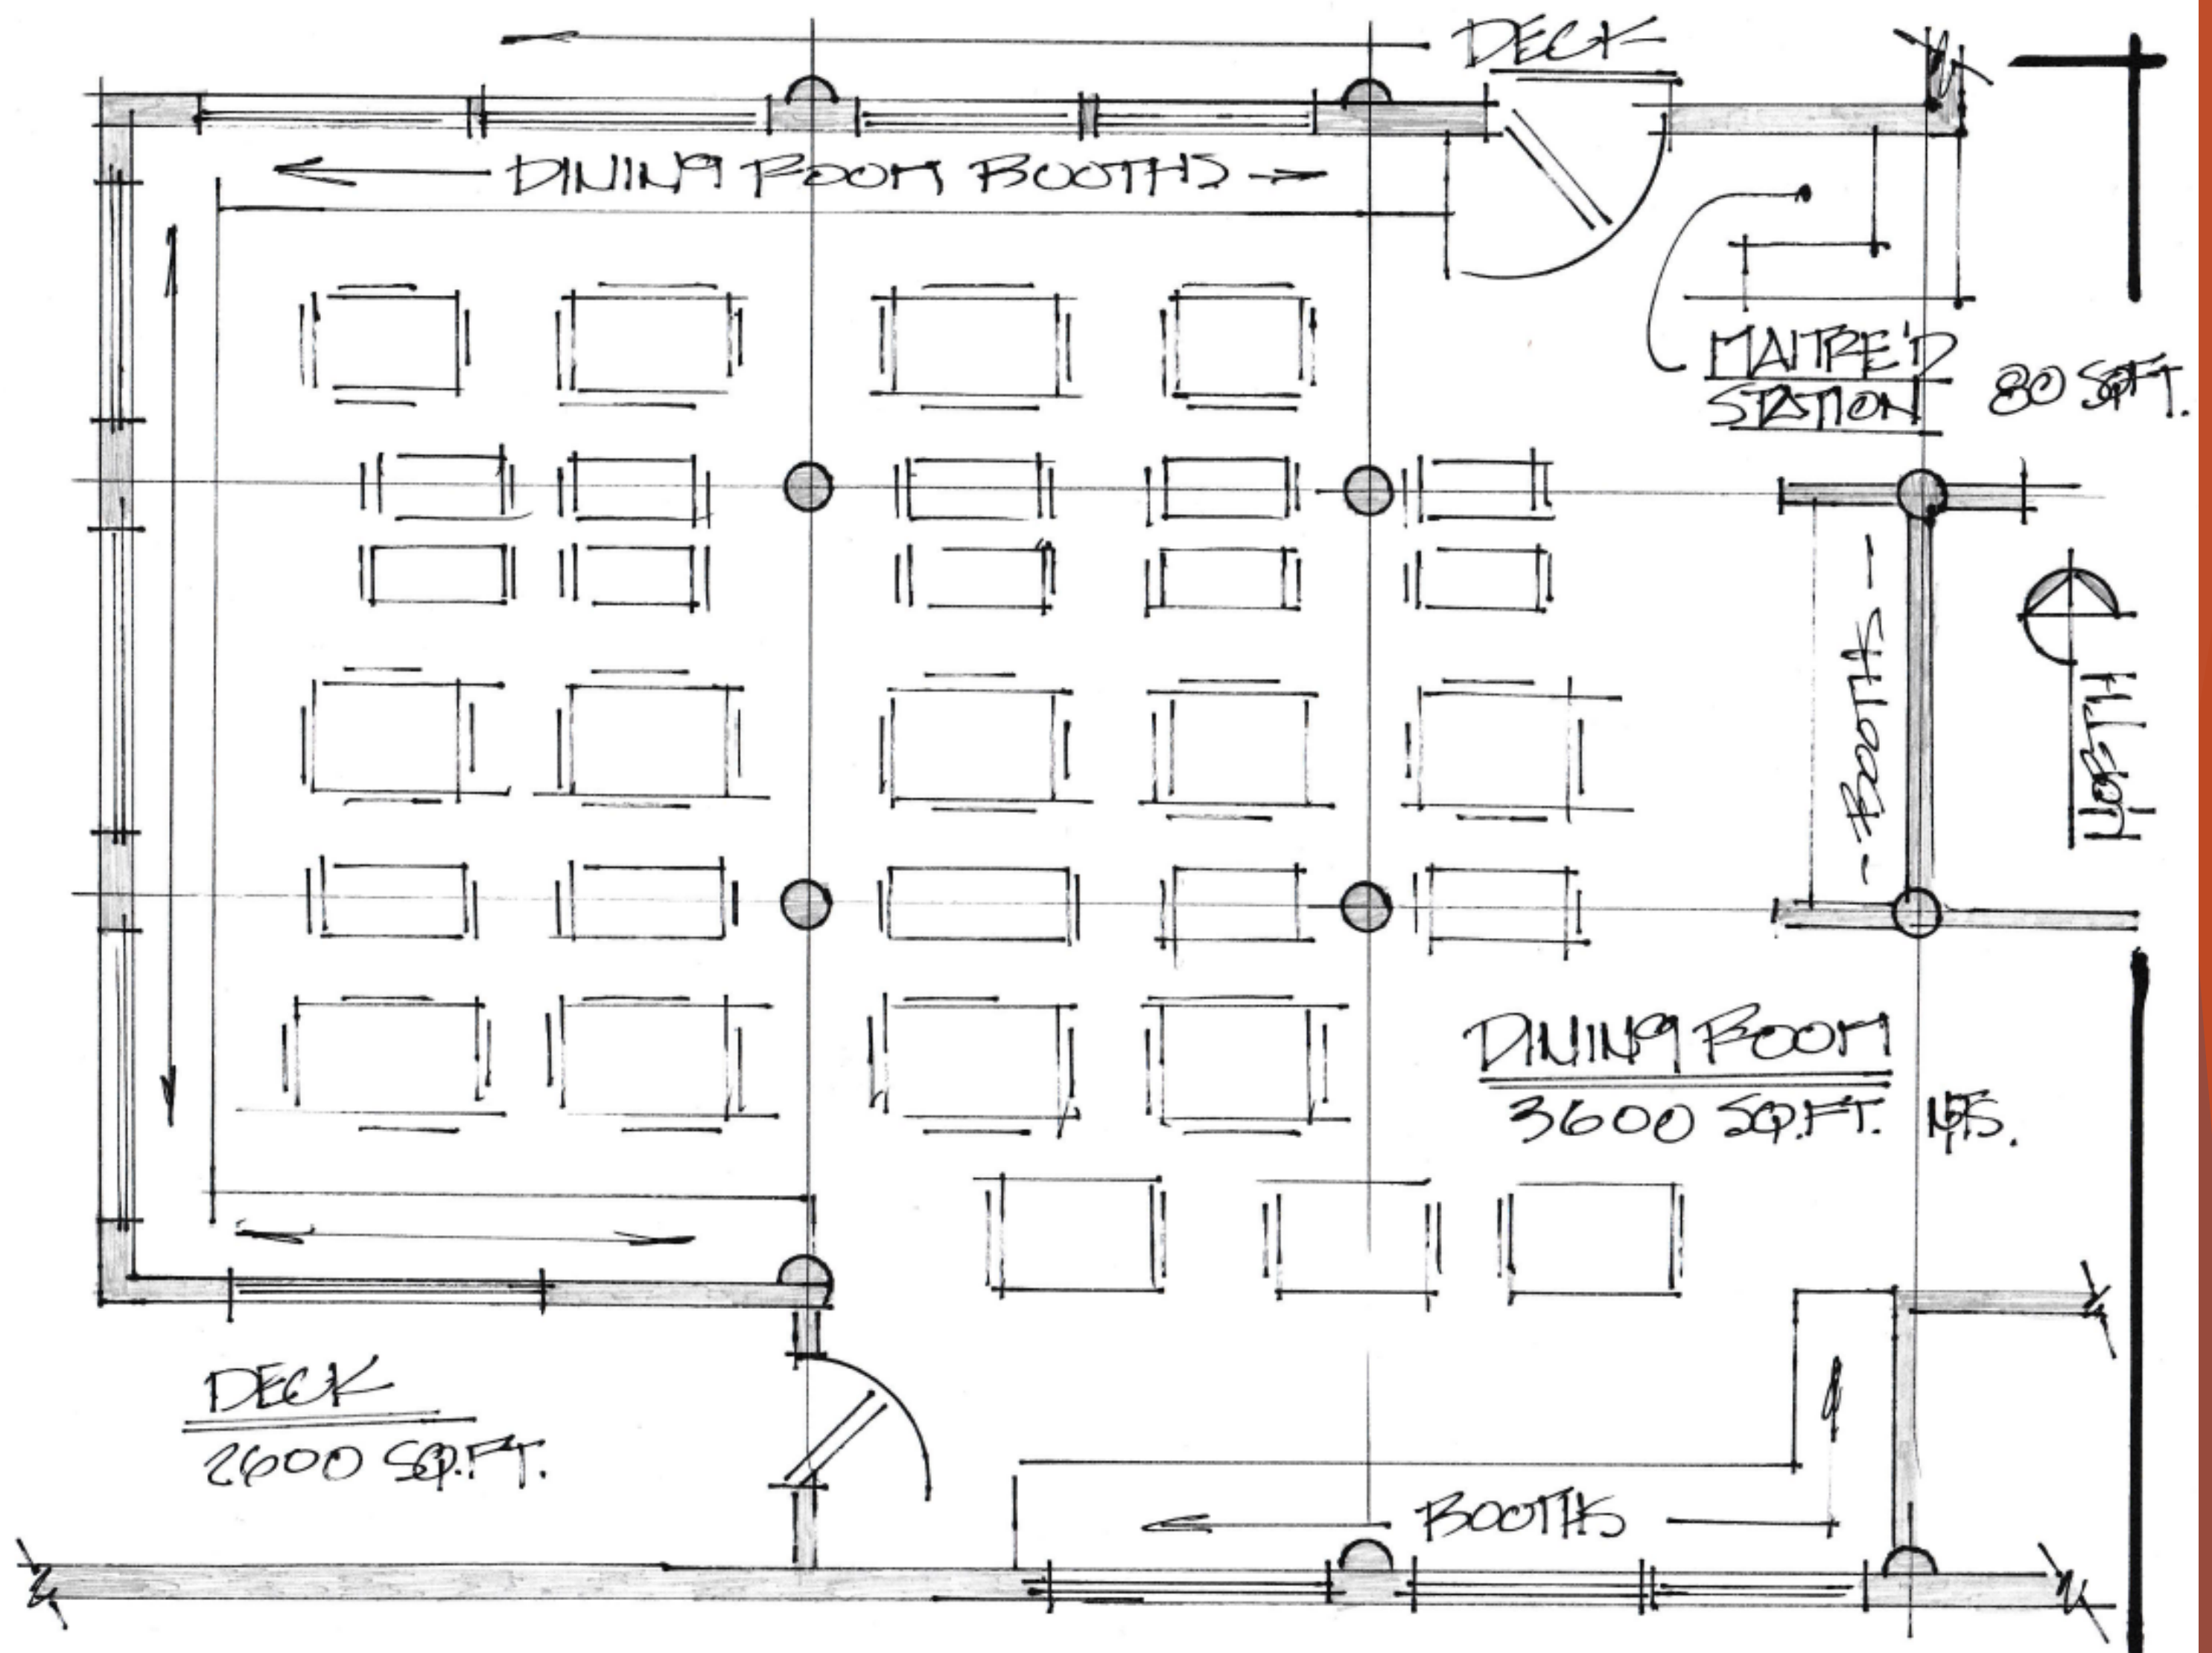 DECK
DINING ROOM BOOTHS
MAITRE'D
STATION
80 SQ.FT.
BOOTHS
NORTH
DINING ROOM
3600 SQ.FT. NTS.
DECK
2600 SQ.FT.
BOOTHS